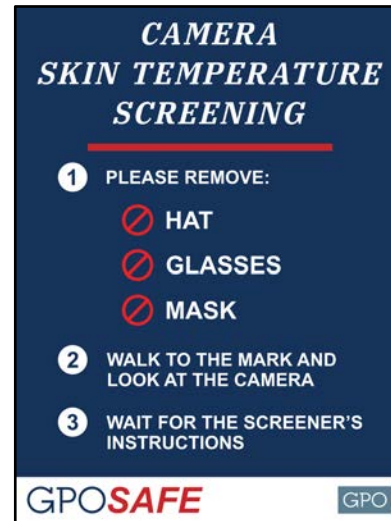 CAMERA
SKIN TEMPERATURE
SCREENING
1 PLEASE REMOVE:
HAT
GLASSES
MASK
2 WALK TO THE MARK AND
LOOK AT THE CAMERA
3 WAIT FOR THE SCREENER'S
INSTRUCTIONS
GPOSAFE GPO